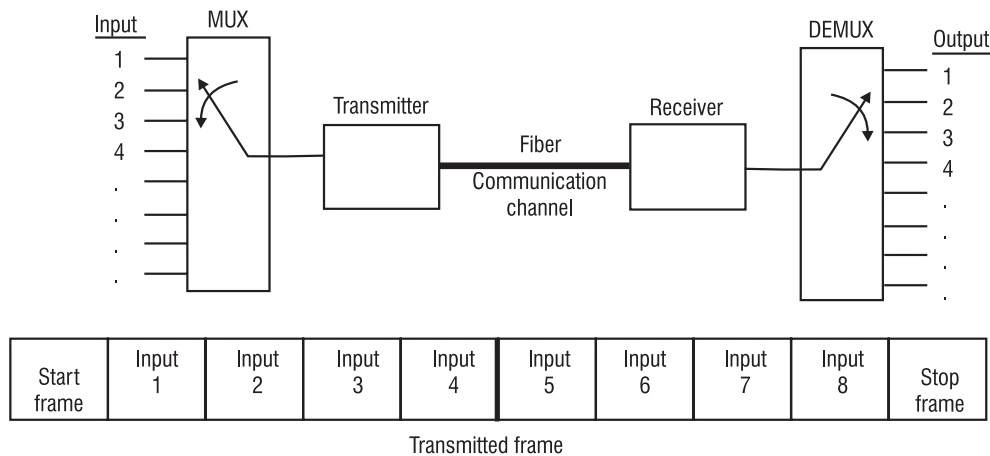 Input
MUX
DEMUX
Output
1
2
3
4
.
.
.
.
Transmitter
Fiber
Communication
channel
Receiver
1
2
3
4
.
.
.
.
Start
frame
Input
1
Input
2
Input
3
Input
4
Input
5
Input
6
Input
7
Input
8
Stop
frame
Transmitted frame